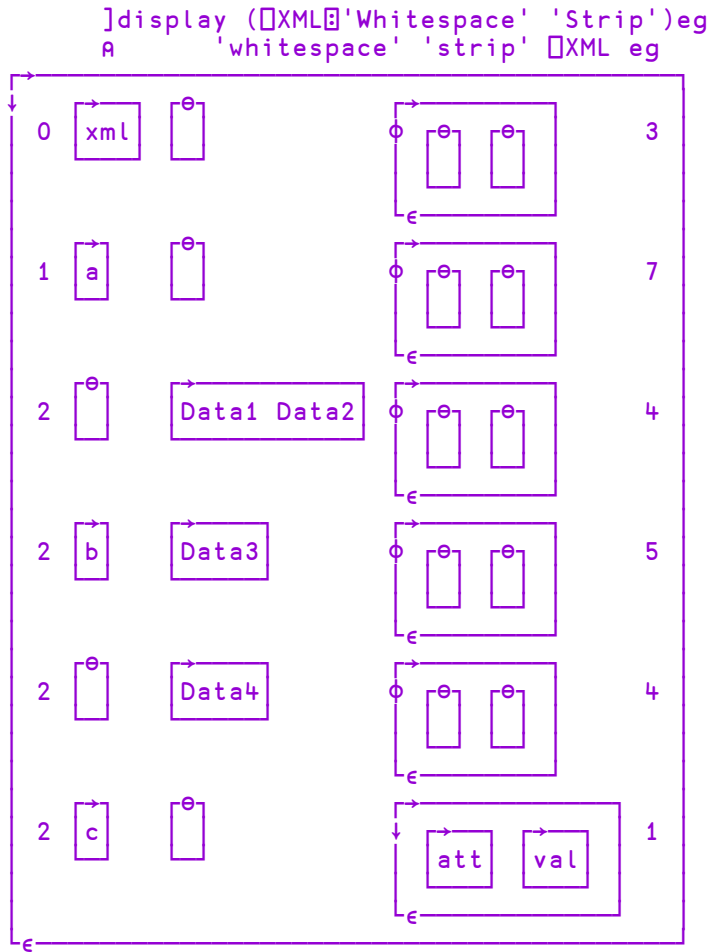 ]display (⎕XML⍠'Whitespace' 'Strip')eg
⍝ 'whitespace' 'strip' ⎕XML eg
0 xml 3
1 a 7
2 Data1 Data2 4
2 b Data3 5
2 Data4 4
2 c att val 1